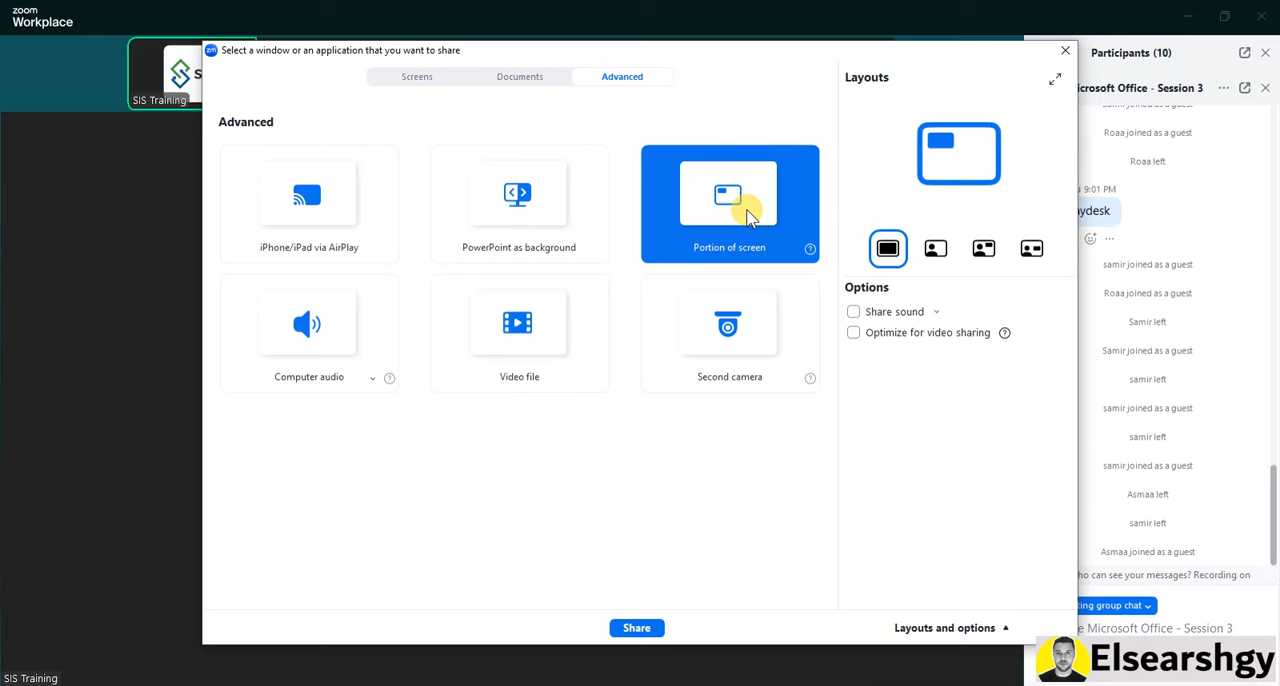 zoom
Workplace
Select a window or an application that you want to share
Screens
Documents
Advanced
Advanced
iPhone/iPad via AirPlay
PowerPoint as background
Portion of screen
Computer audio
Video file
Second camera
Share
Layouts
Options
Share sound
Optimize for video sharing
Layouts and options
SIS Training
SIS Training
Participants (10)
icrosoft Office - Session 3
Roaa joined as a guest
Roaa left
9:01 PM
ydesk
samir joined as a guest
Roaa joined as a guest
Samir left
Samir joined as a guest
samir left
samir joined as a guest
samir left
samir joined as a guest
Asmaa left
samir left
Asmaa joined as a guest
ho can see your messages? Recording on
ting group chat
e Microsoft Office - Session 3
Elsearshgy